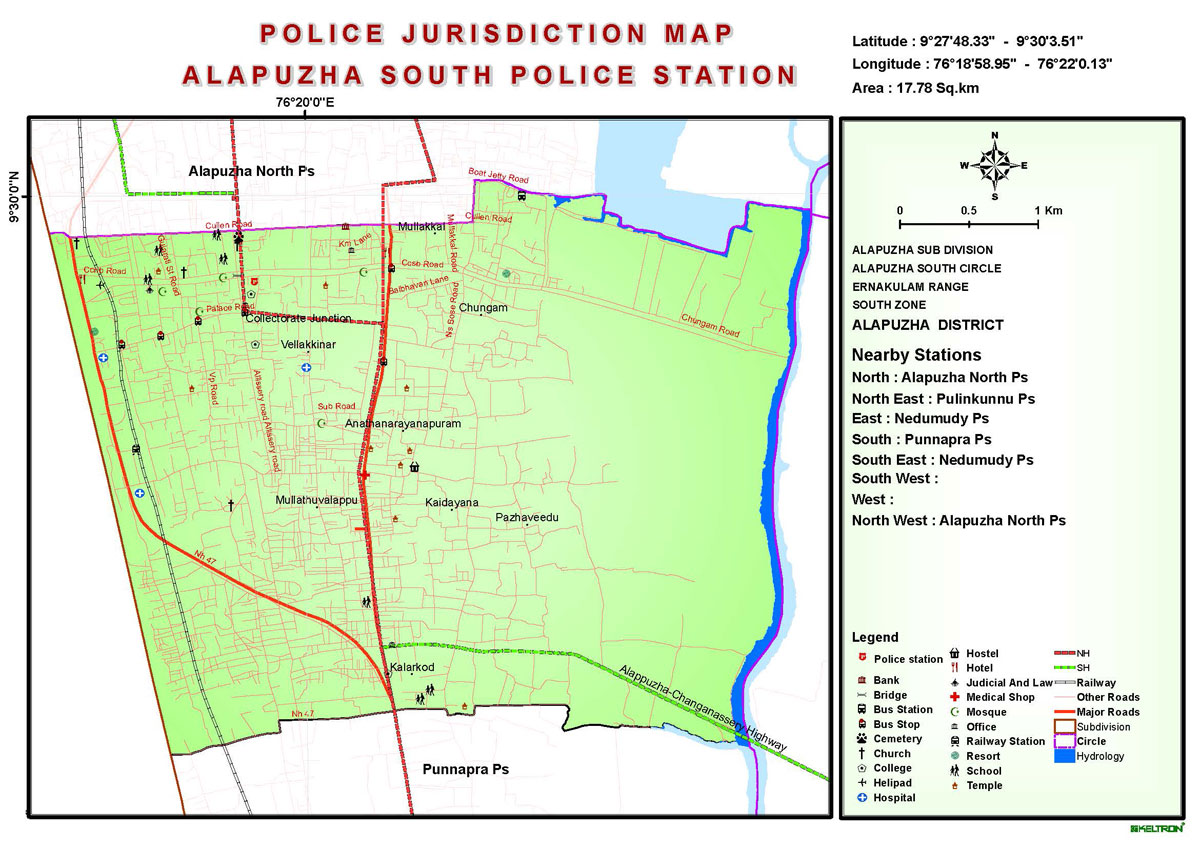 POLICE JURISDICTION MAP
ALAPUZHA SOUTH POLICE STATION
Latitude : 9°27'48.33" - 9°30'3.51"
Longitude : 76°18'58.95" - 76°22'0.13"
Area : 17.78 Sq.km
76°20'0"E
9°30'0"N
Alapuzha North Ps
Boat Jetty Road
Cullen Road
Cullen Road
Mullakkal
Mullakkal Road
Km Lane
Ccsb Road
Ccsb Road
Balbhavan Lane
Ns Bose Road
Chungam
Chungam Road
Palace Road
Collectorate Junction
Vellakkinar
Vp Road
Allissery road
Allissery road
Sub Road
Anathanarayanapuram
Mullathuvalappu
Kaidayana
Pazhaveedu
Nh 47
Kalarkod
Alappuzha-Changanassery Highway
Nh 47
Punnapra Ps
N
W
E
S
0
0.5
1 Km
ALAPUZHA SUB DIVISION
ALAPUZHA SOUTH CIRCLE
ERNAKULAM RANGE
SOUTH ZONE
ALAPUZHA DISTRICT
Nearby Stations
North : Alapuzha North Ps
North East : Pulinkunnu Ps
East : Nedumudy Ps
South : Punnapra Ps
South East : Nedumudy Ps
South West :
West :
North West : Alapuzha North Ps
Legend
Police station
Bank
Bridge
Bus Station
Bus Stop
Cemetery
Church
College
Helipad
Hospital
Hostel
Hotel
Judicial And Law
Medical Shop
Mosque
Office
Railway Station
Resort
School
Temple
NH
SH
Railway
Other Roads
Major Roads
Subdivision
Circle
Hydrology
KELTRON